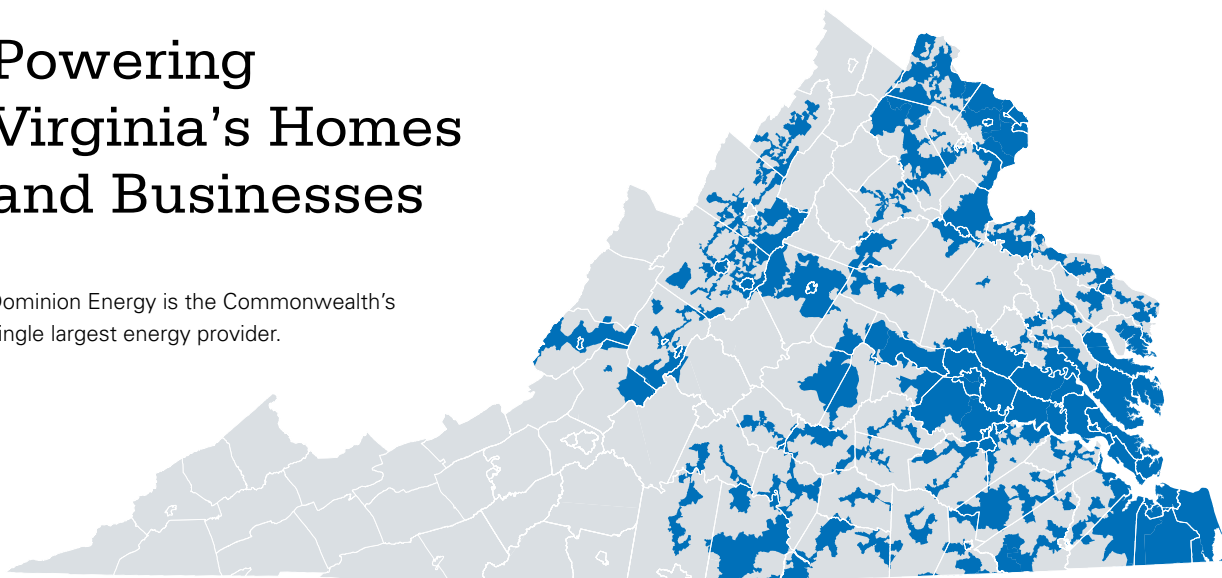 Powering
Virginia’s Homes
and Businesses
Dominion Energy is the Commonwealth’s
single largest energy provider.